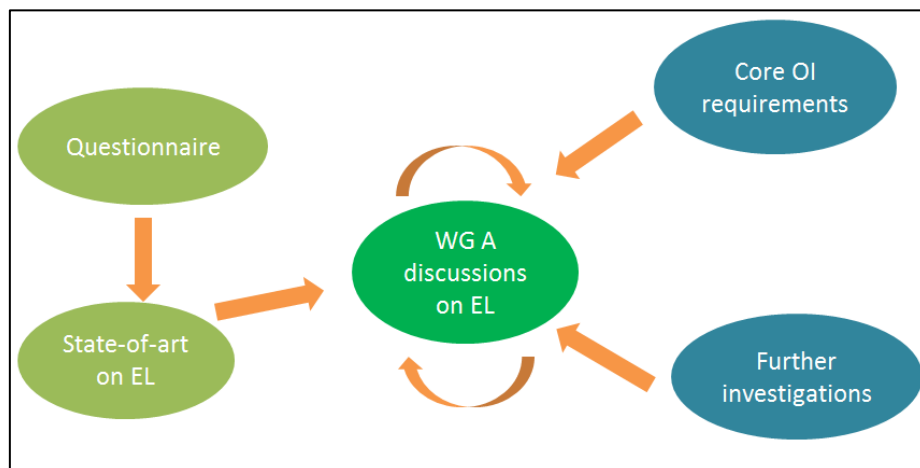 Core OI
requirements
Questionnaire
WG A
discussions
on EL
State-of-art
on EL
Further
investigations